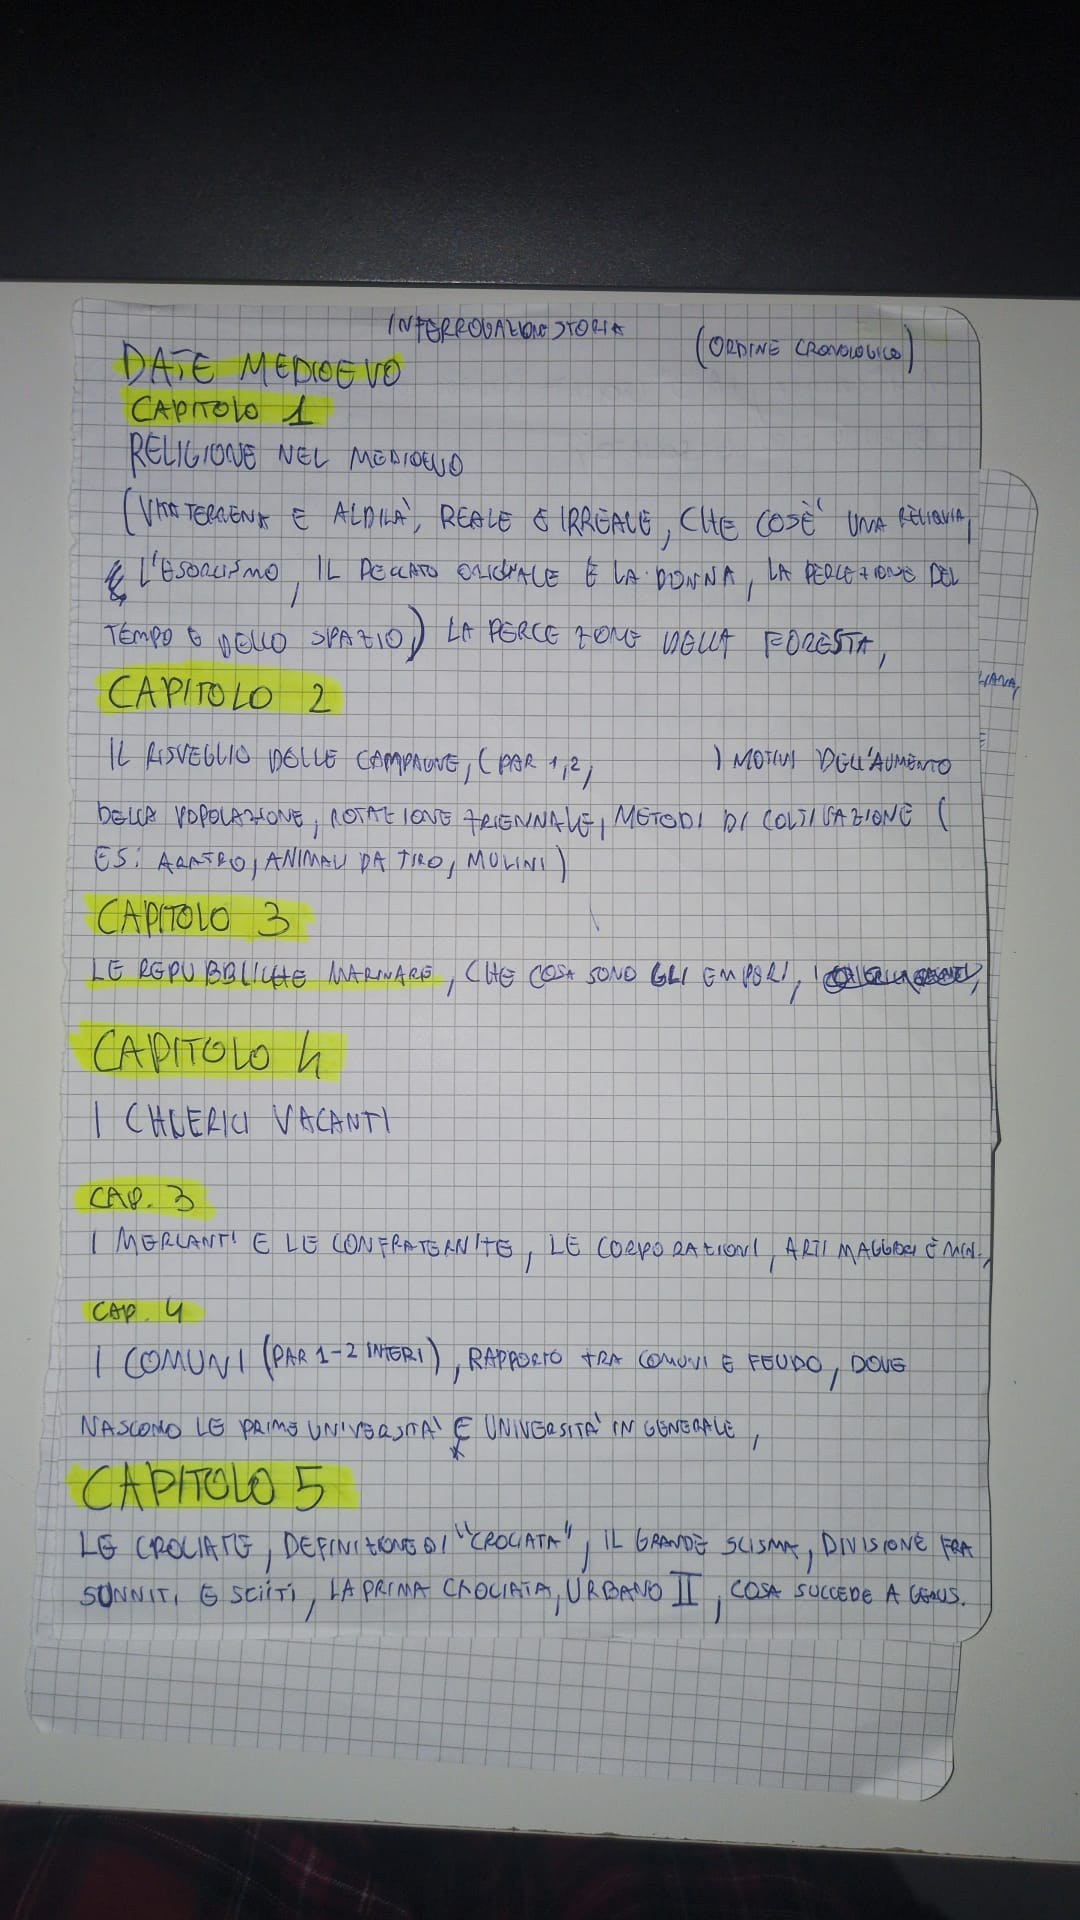 INTERROGAZIONE STORIA
(ORDINE CRONOLOGICO)
DATE MEDIOEVO
CAPITOLO 1
RELIGIONE NEL MEDIOEVO
(VITA TERRENA E ALDILÀ, REALE E IRREALE, CHE COS'È UNA RELIQUIA,
L'ESORCISMO, IL PECCATO ORIGINALE E LA DONNA, LA PERCEZIONE DEL
TEMPO E DELLO SPAZIO) LA PERCEZIONE DELLA FORESTA,
CAPITOLO 2
IL RISVEGLIO DELLE CAMPAGNE, (PAR 1,2, ) MOTIVI DELL'AUMENTO
DELLA POPOLAZIONE, ROTAZIONE TRIENNALE, METODI DI COLTIVAZIONE (
ES: ARATRO, ANIMALI DA TIRO, MULINI)
CAPITOLO 3
LE REPUBBLICHE MARINARE, CHE COSA SONO GLI EMPORI,
CAPITOLO 4
I CHLERICI VACANTI
CAP. 3
I MERCANTI E LE CONFRATERNITE, LE CORPORAZIONI, ARTI MAGGIORI E MIN.,
CAP. 4
I COMUNI (PAR 1-2 INTERI), RAPPORTO TRA COMUNI E FEUDO, DOVE
NASCONO LE PRIME UNIVERSITÀ E UNIVERSITÀ IN GENERALE,
CAPITOLO 5
LE CROCIATE, DEFINIZIONE DI "CROCIATA", IL GRANDE SCISMA, DIVISIONE FRA
SUNNITI E SCIITI, LA PRIMA CROCIATA, URBANO II, COSA SUCCEDE A GERUS.